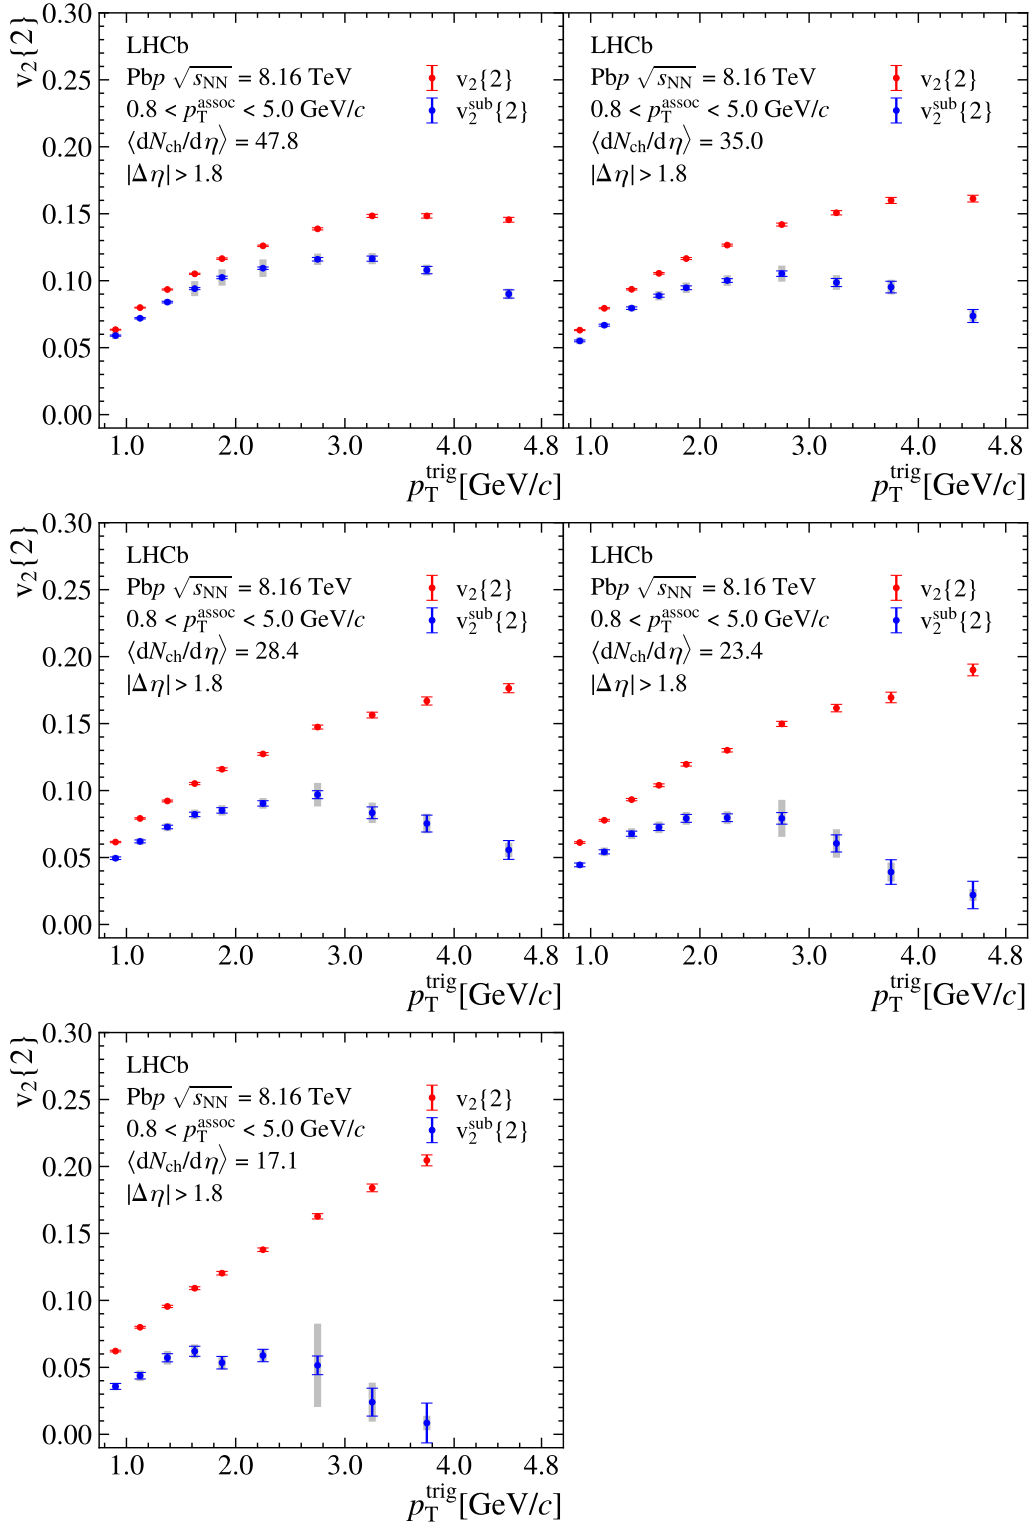 v₂{2}
0.30
0.25
0.20
0.15
0.10
0.05
0.00
LHCb
Pbp √sNN = 8.16 TeV
0.8 < pTassoc < 5.0 GeV/c
⟨dNch/dη⟩ = 47.8
|Δη| > 1.8
v₂{2}
v₂sub{2}
1.0 2.0 3.0 4.0 4.8
pTtrig[GeV/c]
LHCb
Pbp √sNN = 8.16 TeV
0.8 < pTassoc < 5.0 GeV/c
⟨dNch/dη⟩ = 35.0
|Δη| > 1.8
v₂{2}
v₂sub{2}
1.0 2.0 3.0 4.0 4.8
pTtrig[GeV/c]
v₂{2}
0.30
0.25
0.20
0.15
0.10
0.05
0.00
LHCb
Pbp √sNN = 8.16 TeV
0.8 < pTassoc < 5.0 GeV/c
⟨dNch/dη⟩ = 28.4
|Δη| > 1.8
v₂{2}
v₂sub{2}
1.0 2.0 3.0 4.0 4.8
pTtrig[GeV/c]
LHCb
Pbp √sNN = 8.16 TeV
0.8 < pTassoc < 5.0 GeV/c
⟨dNch/dη⟩ = 23.4
|Δη| > 1.8
v₂{2}
v₂sub{2}
1.0 2.0 3.0 4.0 4.8
pTtrig[GeV/c]
v₂{2}
0.30
0.25
0.20
0.15
0.10
0.05
0.00
LHCb
Pbp √sNN = 8.16 TeV
0.8 < pTassoc < 5.0 GeV/c
⟨dNch/dη⟩ = 17.1
|Δη| > 1.8
v₂{2}
v₂sub{2}
1.0 2.0 3.0 4.0 4.8
pTtrig[GeV/c]